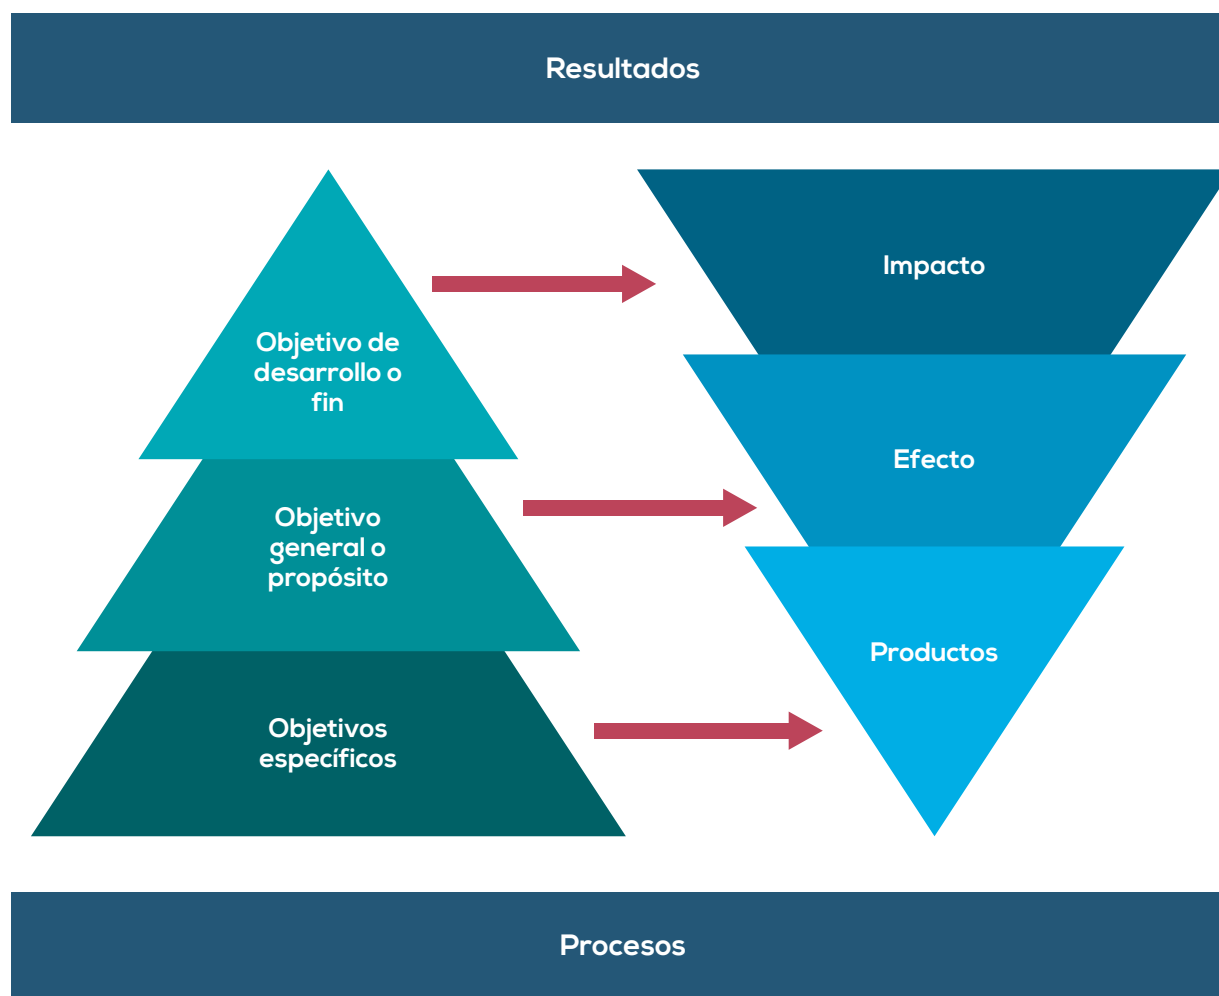 Resultados
Objetivo de
desarrollo o
fin
Impacto
Objetivo
general o
propósito
Efecto
Objetivos
específicos
Productos
Procesos